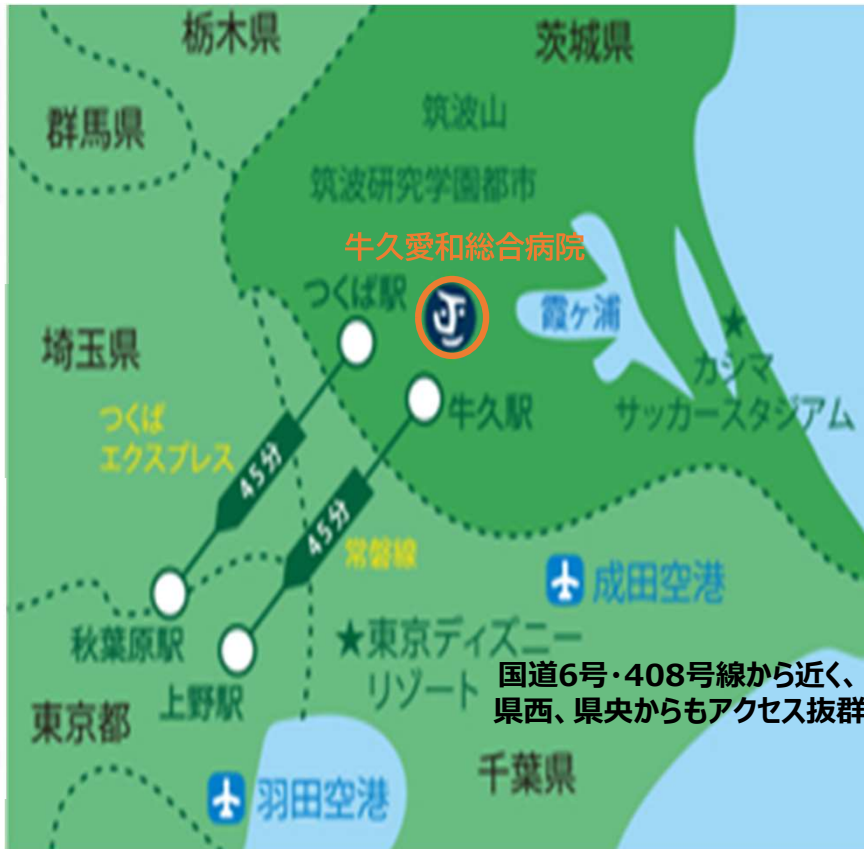 栃木県
茨城県
群馬県
筑波山
筑波研究学園都市
牛久愛和総合病院
つくば駅
霞ヶ浦
埼玉県
カシマ
サッカースタジアム
牛久駅
つくば
エクスプレス
45分
45分
常磐線
成田空港
秋葉原駅
★東京ディズニー
リゾート
上野駅
国道6号・408号線から近く、
県西、県央からもアクセス抜群
東京都
千葉県
羽田空港